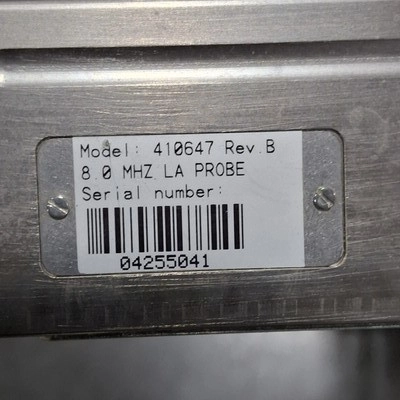 Model: 410647 Rev.B
8.0 MHZ LA PROBE
Serial number:
04255041